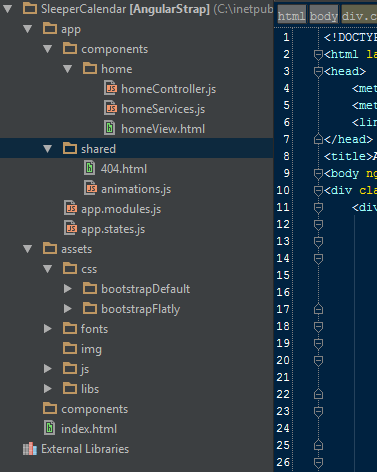 SleeperCalendar [AngularStrap] (C:\inetpub
app
components
home
homeController.js
homeServices.js
homeView.html
shared
404.html
animations.js
app.modules.js
app.states.js
assets
css
bootstrapDefault
bootstrapFlatly
fonts
img
js
libs
components
index.html
External Libraries
html body div.c
1 <!DOCTYP
2 <html la
3 <head>
4 <met
5 <met
6 <lin
7 </head>
8 <title>A
9 <body ng
10 <div cla
11 <div
12
13
14
17
18
19
20
21
22
23
24
25
26